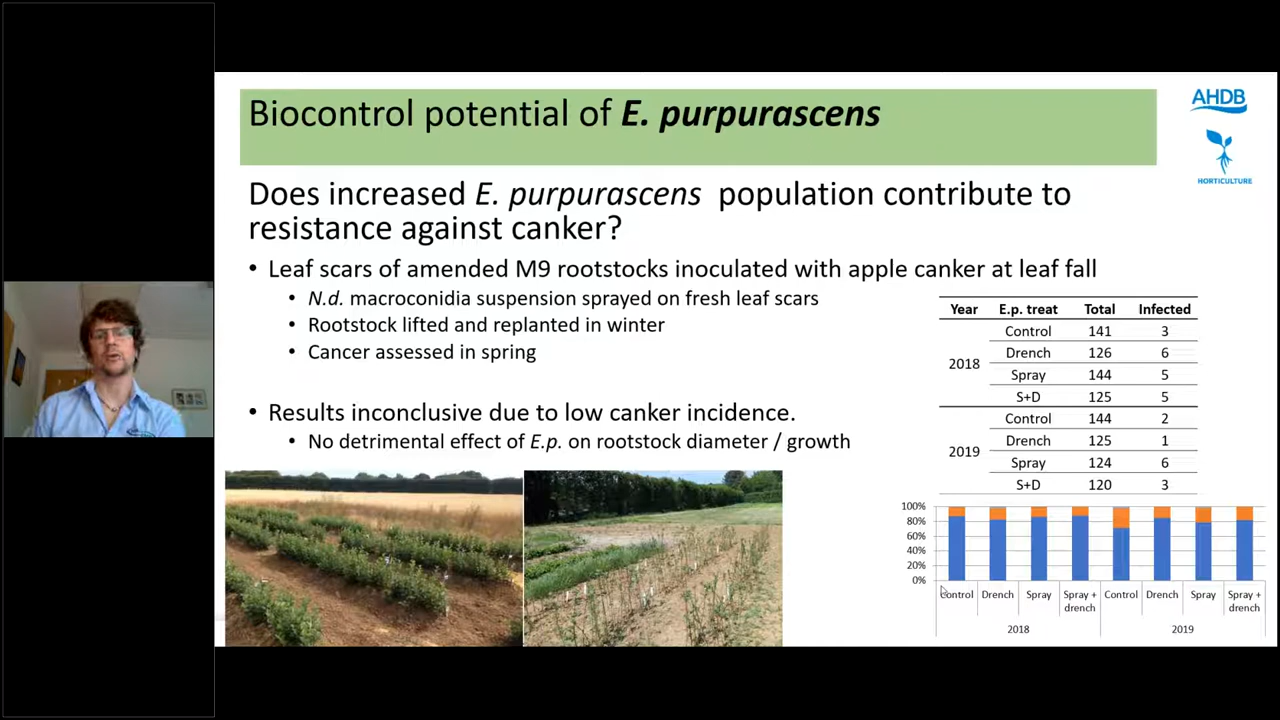 Biocontrol potential of E. purpurascens
AHDB
HORTICULTURE
Does increased E. purpurascens population contribute to
resistance against canker?
• Leaf scars of amended M9 rootstocks inoculated with apple canker at leaf fall
• N.d. macroconidia suspension sprayed on fresh leaf scars
• Rootstock lifted and replanted in winter
• Cancer assessed in spring
• Results inconclusive due to low canker incidence.
• No detrimental effect of E.p. on rootstock diameter / growth
Year E.p. treat Total Infected
2018
Control 141 3
Drench 126 6
Spray 144 5
S+D 125 5
2019
Control 144 2
Drench 125 1
Spray 124 6
S+D 120 3
100%
80%
60%
40%
20%
0%
Control Drench Spray Spray + drench Control Drench Spray Spray + drench
2018 2019